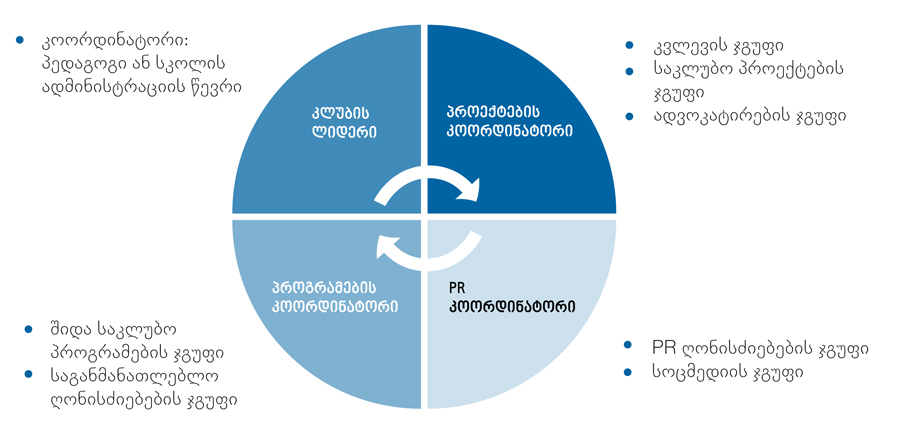 კოორდინატორი:
პედაგოგი ან სკოლის
ადმინისტრაციის წევრი
კლუბის
ლიდერი
პროექტების
კოორდინატორი
კვლევის ჯგუფი
საკლუბო პროექტების
ჯგუფი
ადვოკატირების ჯგუფი
პროგრამების
კოორდინატორი
PR
კოორდინატორი
შიდა საკლუბო
პროგრამების ჯგუფი
საგანმანათლებლო
ღონისძიებების ჯგუფი
PR ღონისძიებების ჯგუფი
სოცმედიის ჯგუფი